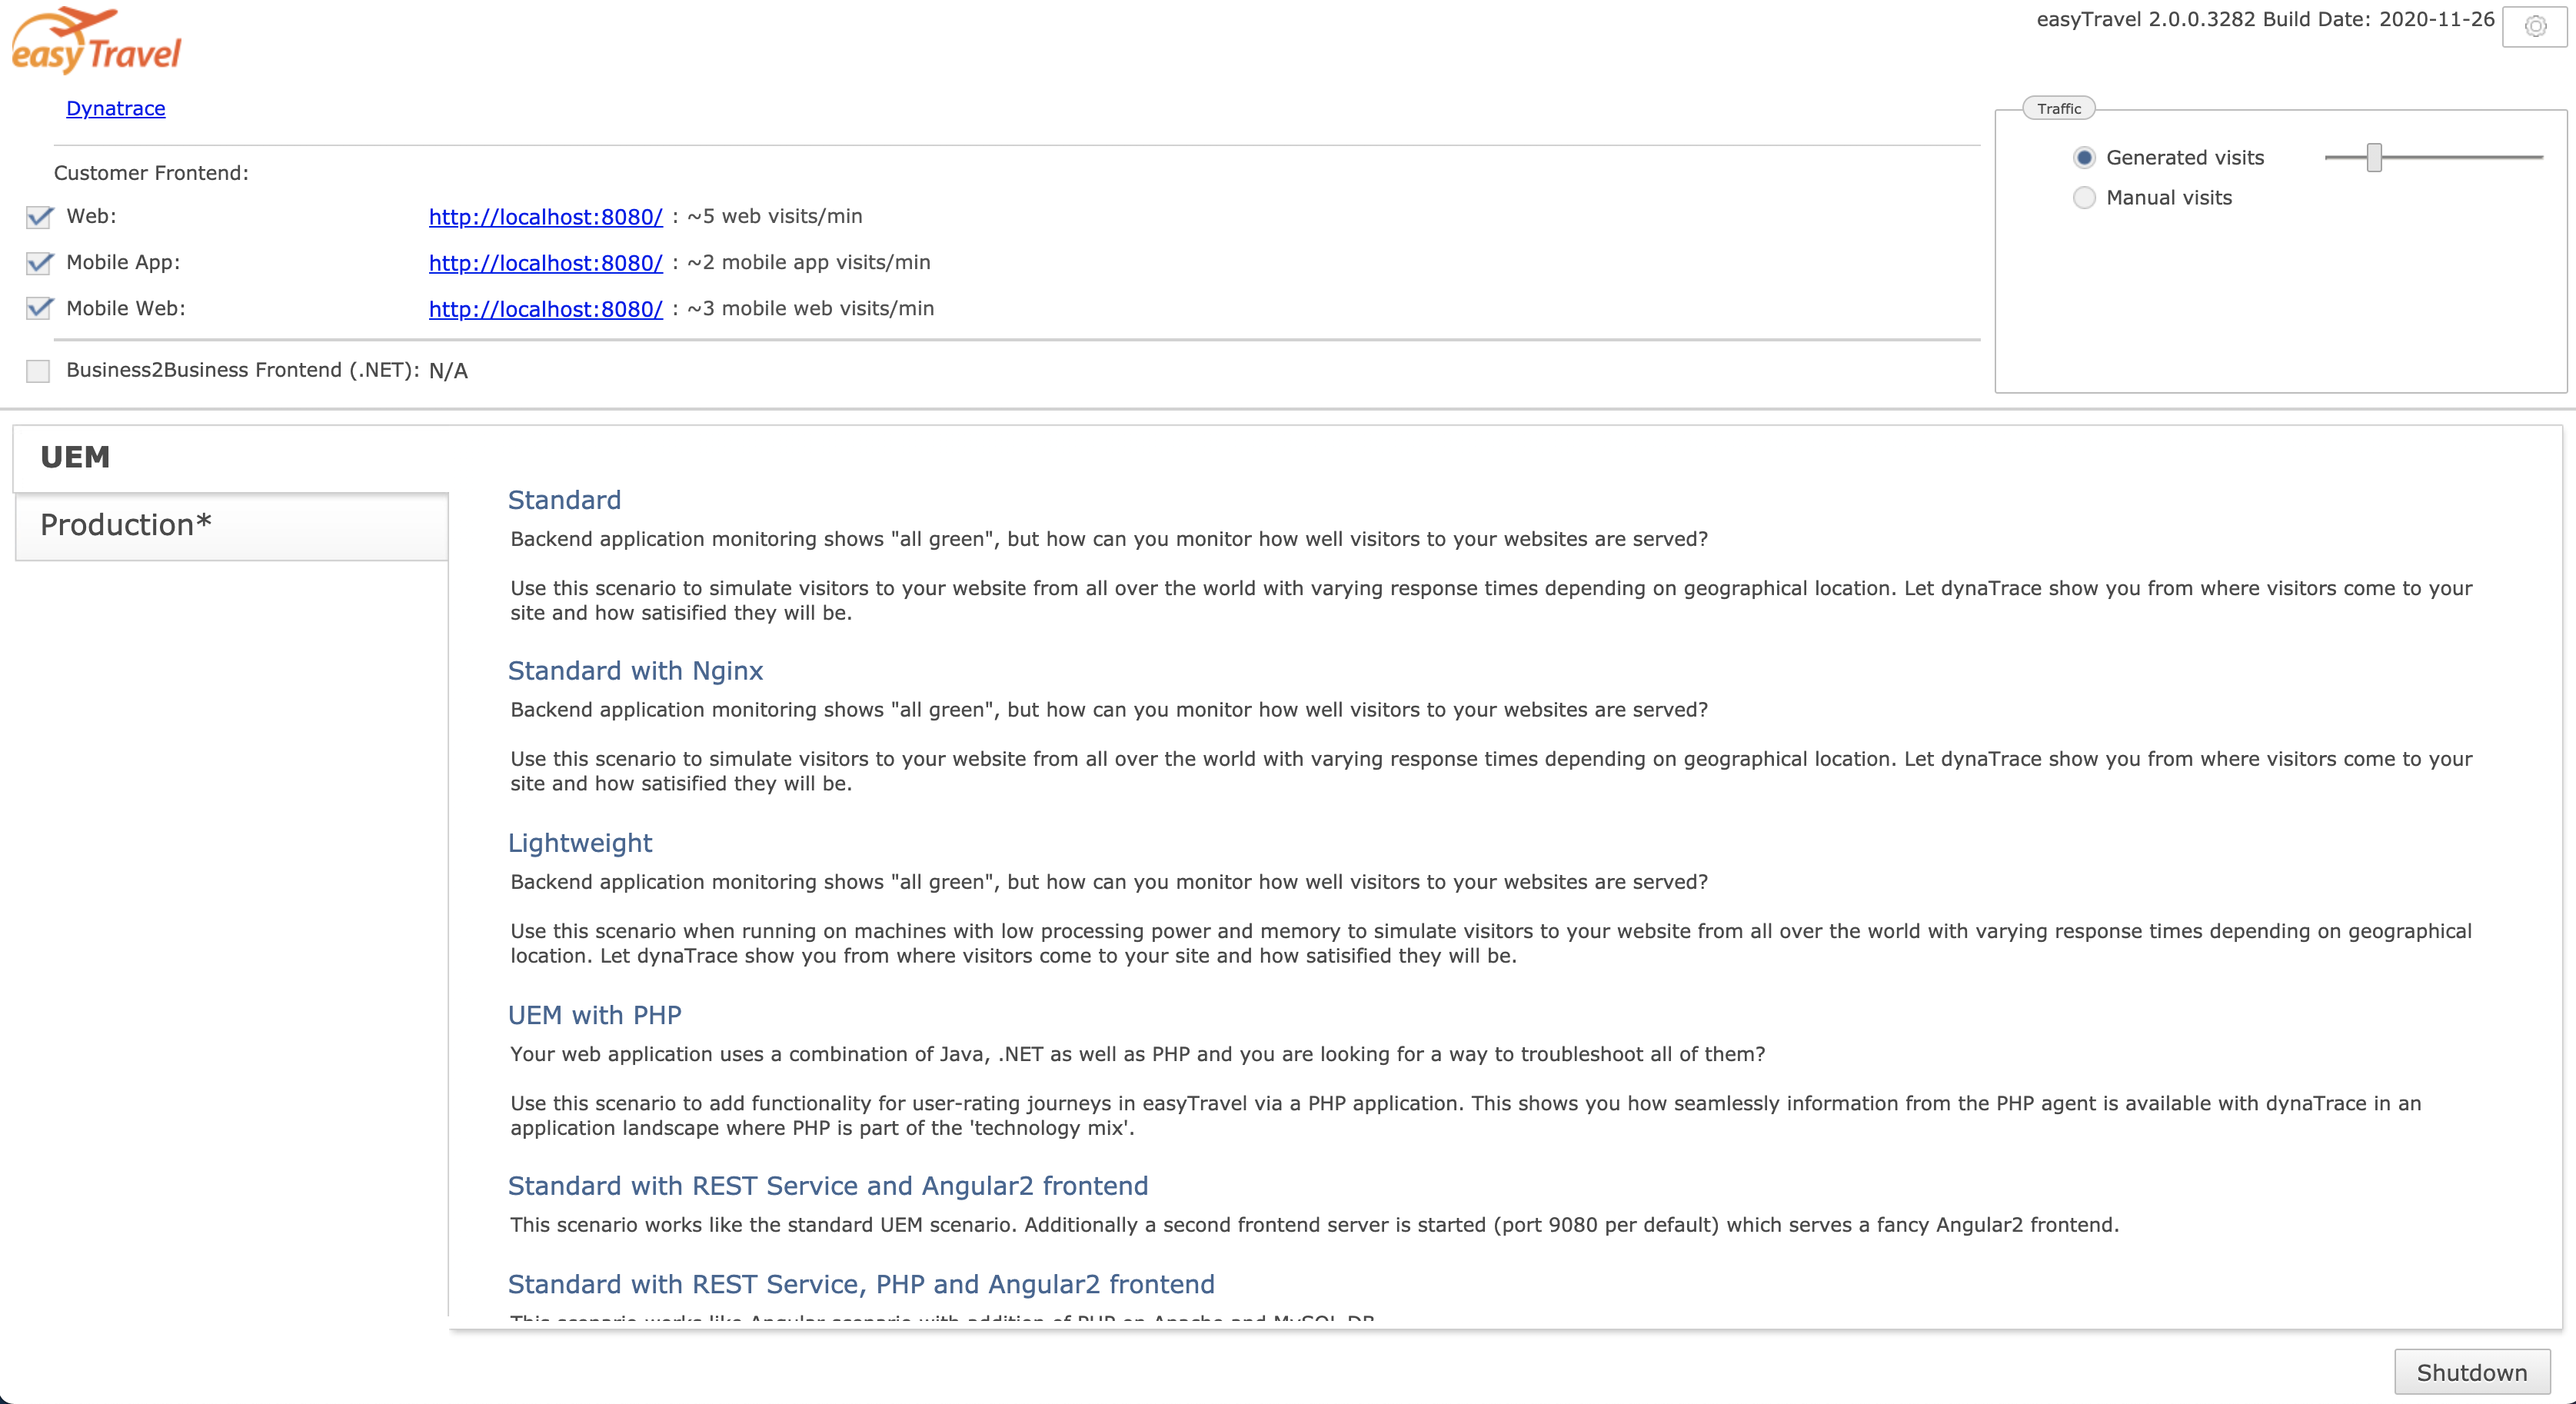 easyTravel
easyTravel 2.0.0.3282 Build Date: 2020-11-26
Dynatrace
Traffic
Customer Frontend:
Generated visits
Manual visits
Web: http://localhost:8080/ : ~5 web visits/min
Mobile App: http://localhost:8080/ : ~2 mobile app visits/min
Mobile Web: http://localhost:8080/ : ~3 mobile web visits/min
Business2Business Frontend (.NET): N/A
UEM
Production*
Standard
Backend application monitoring shows "all green", but how can you monitor how well visitors to your websites are served?
Use this scenario to simulate visitors to your website from all over the world with varying response times depending on geographical location. Let dynaTrace show you from where visitors come to your
site and how satisified they will be.
Standard with Nginx
Backend application monitoring shows "all green", but how can you monitor how well visitors to your websites are served?
Use this scenario to simulate visitors to your website from all over the world with varying response times depending on geographical location. Let dynaTrace show you from where visitors come to your
site and how satisified they will be.
Lightweight
Backend application monitoring shows "all green", but how can you monitor how well visitors to your websites are served?
Use this scenario when running on machines with low processing power and memory to simulate visitors to your website from all over the world with varying response times depending on geographical
location. Let dynaTrace show you from where visitors come to your site and how satisified they will be.
UEM with PHP
Your web application uses a combination of Java, .NET as well as PHP and you are looking for a way to troubleshoot all of them?
Use this scenario to add functionality for user-rating journeys in easyTravel via a PHP application. This shows you how seamlessly information from the PHP agent is available with dynaTrace in an
application landscape where PHP is part of the 'technology mix'.
Standard with REST Service and Angular2 frontend
This scenario works like the standard UEM scenario. Additionally a second frontend server is started (port 9080 per default) which serves a fancy Angular2 frontend.
Standard with REST Service, PHP and Angular2 frontend
This scenario works like Angular scenario with addition of PHP on Apache and MySQL DB
Shutdown